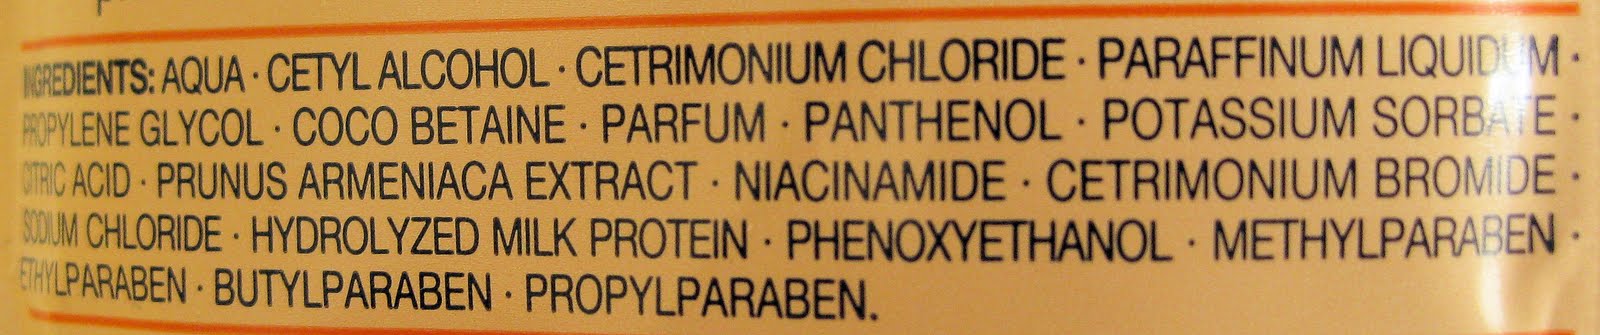 INGREDIENTS: AQUA · CETYL ALCOHOL · CETRIMONIUM CHLORIDE · PARAFFINUM LIQUIDUM ·
PROPYLENE GLYCOL · COCO BETAINE · PARFUM · PANTHENOL · POTASSIUM SORBATE ·
CITRIC ACID · PRUNUS ARMENIACA EXTRACT · NIACINAMIDE · CETRIMONIUM BROMIDE ·
SODIUM CHLORIDE · HYDROLYZED MILK PROTEIN · PHENOXYETHANOL · METHYLPARABEN ·
ETHYLPARABEN · BUTYLPARABEN · PROPYLPARABEN.